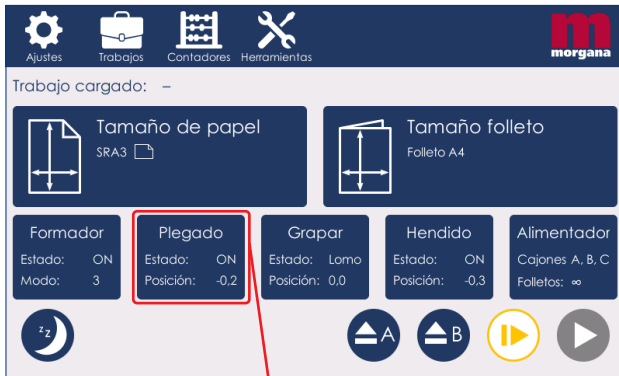 Ajustes Trabajos Contadores Herramientas
morgana
Trabajo cargado: –
Tamaño de papel
SRA3
Tamaño folleto
Folleto A4
Formador
Estado: ON
Modo: 3
Plegado
Estado: ON
Posición: -0,2
Grapar
Estado: Lomo
Posición: 0,0
Hendido
Estado: ON
Posición: -0,3
Alimentador
Cajones A, B, C
Folletos: ∞
z z
A
B